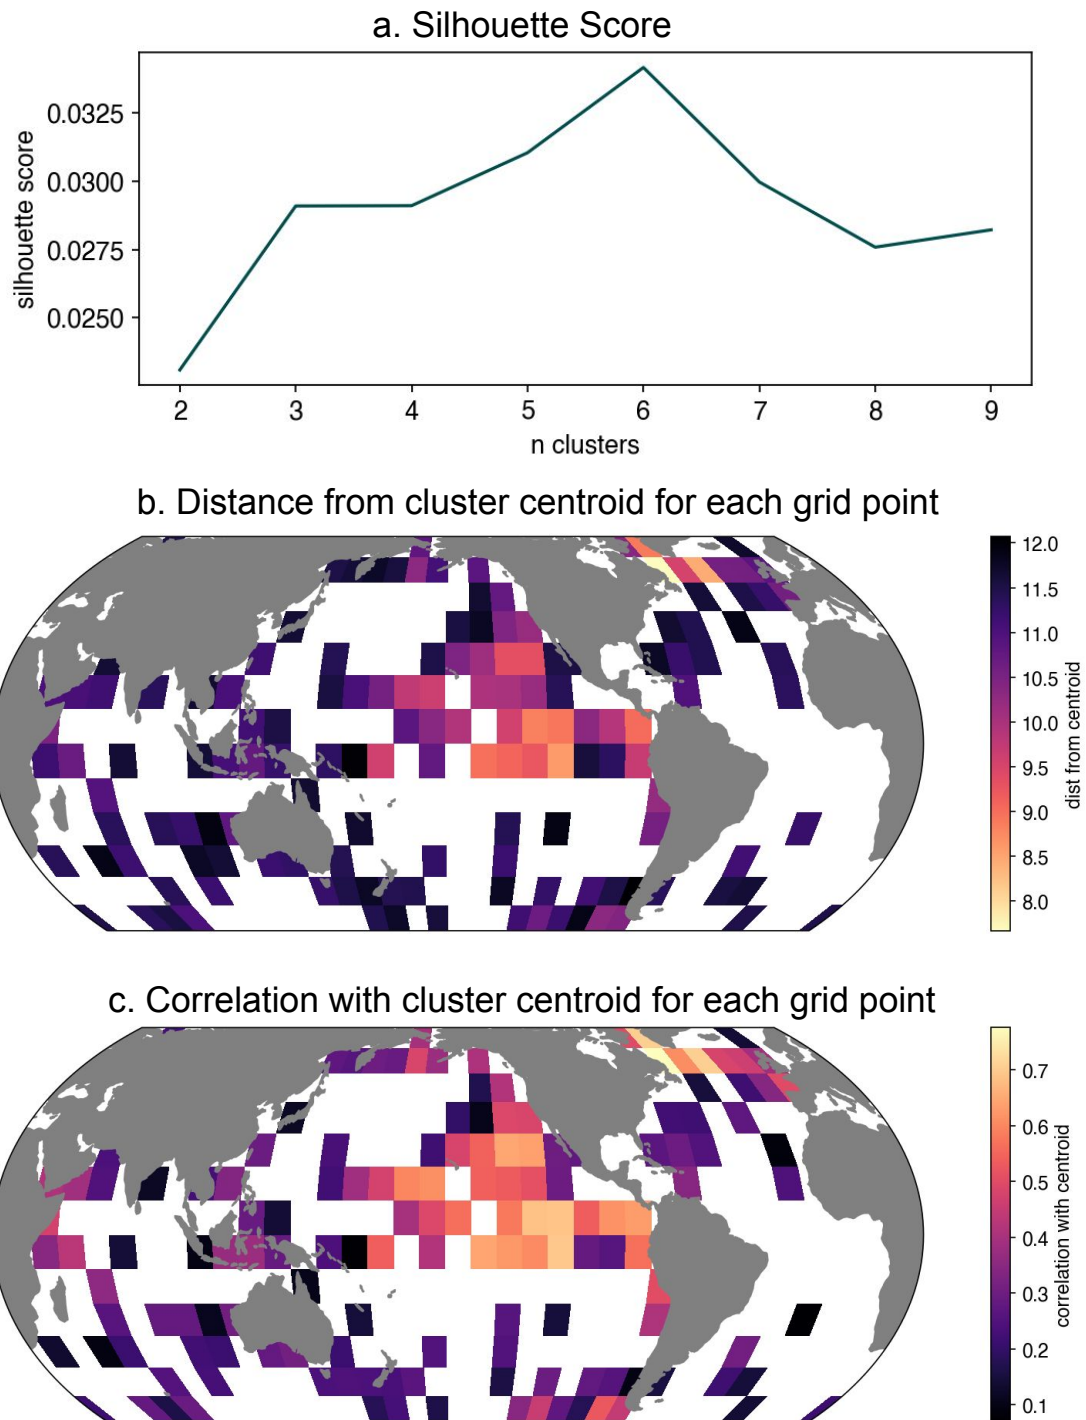 a. Silhouette Score
0.0325
0.0300
0.0275
0.0250
silhouette score
2 3 4 5 6 7 8 9
n clusters
b. Distance from cluster centroid for each grid point
12.0
11.5
11.0
10.5
10.0
9.5
9.0
8.5
8.0
dist from centroid
c. Correlation with cluster centroid for each grid point
0.7
0.6
0.5
0.4
0.3
0.2
0.1
correlation with centroid